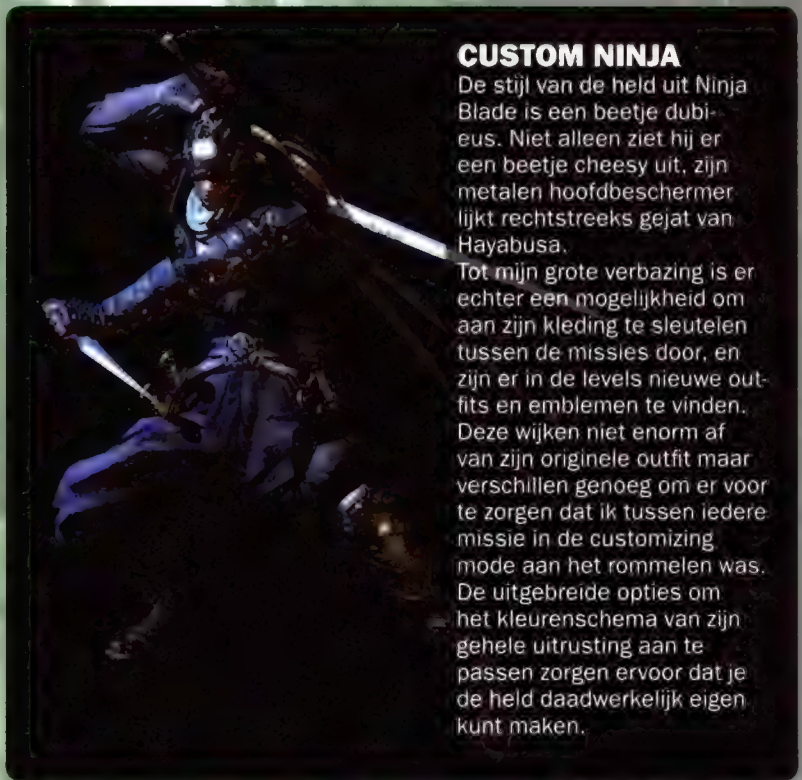 CUSTOM NINJA
De stijl van de held uit Ninja
Blade is een beetje dubi-
eus. Niet alleen ziet hij er
een beetje cheesy uit, zijn
metalen hoofdbeschermer
lijkt rechtstreeks gejat van
Hayabusa.
Tot mijn grote verbazing is er
echter een mogelijkheid om
aan zijn kleding te sleutelen
tussen de missies door, en
zijn er in de levels nieuwe out-
fits en emblemen te vinden.
Deze wijken niet enorm af
van zijn originele outfit maar
verschillen genoeg om er voor
te zorgen dat ik tussen iedere
missie in de customizing
mode aan het rommelen was.
De uitgebreide opties om
het kleurenschema van zijn
gehele uitrusting aan te
passen zorgen ervoor dat je
de held daadwerkelijk eigen
kunt maken.